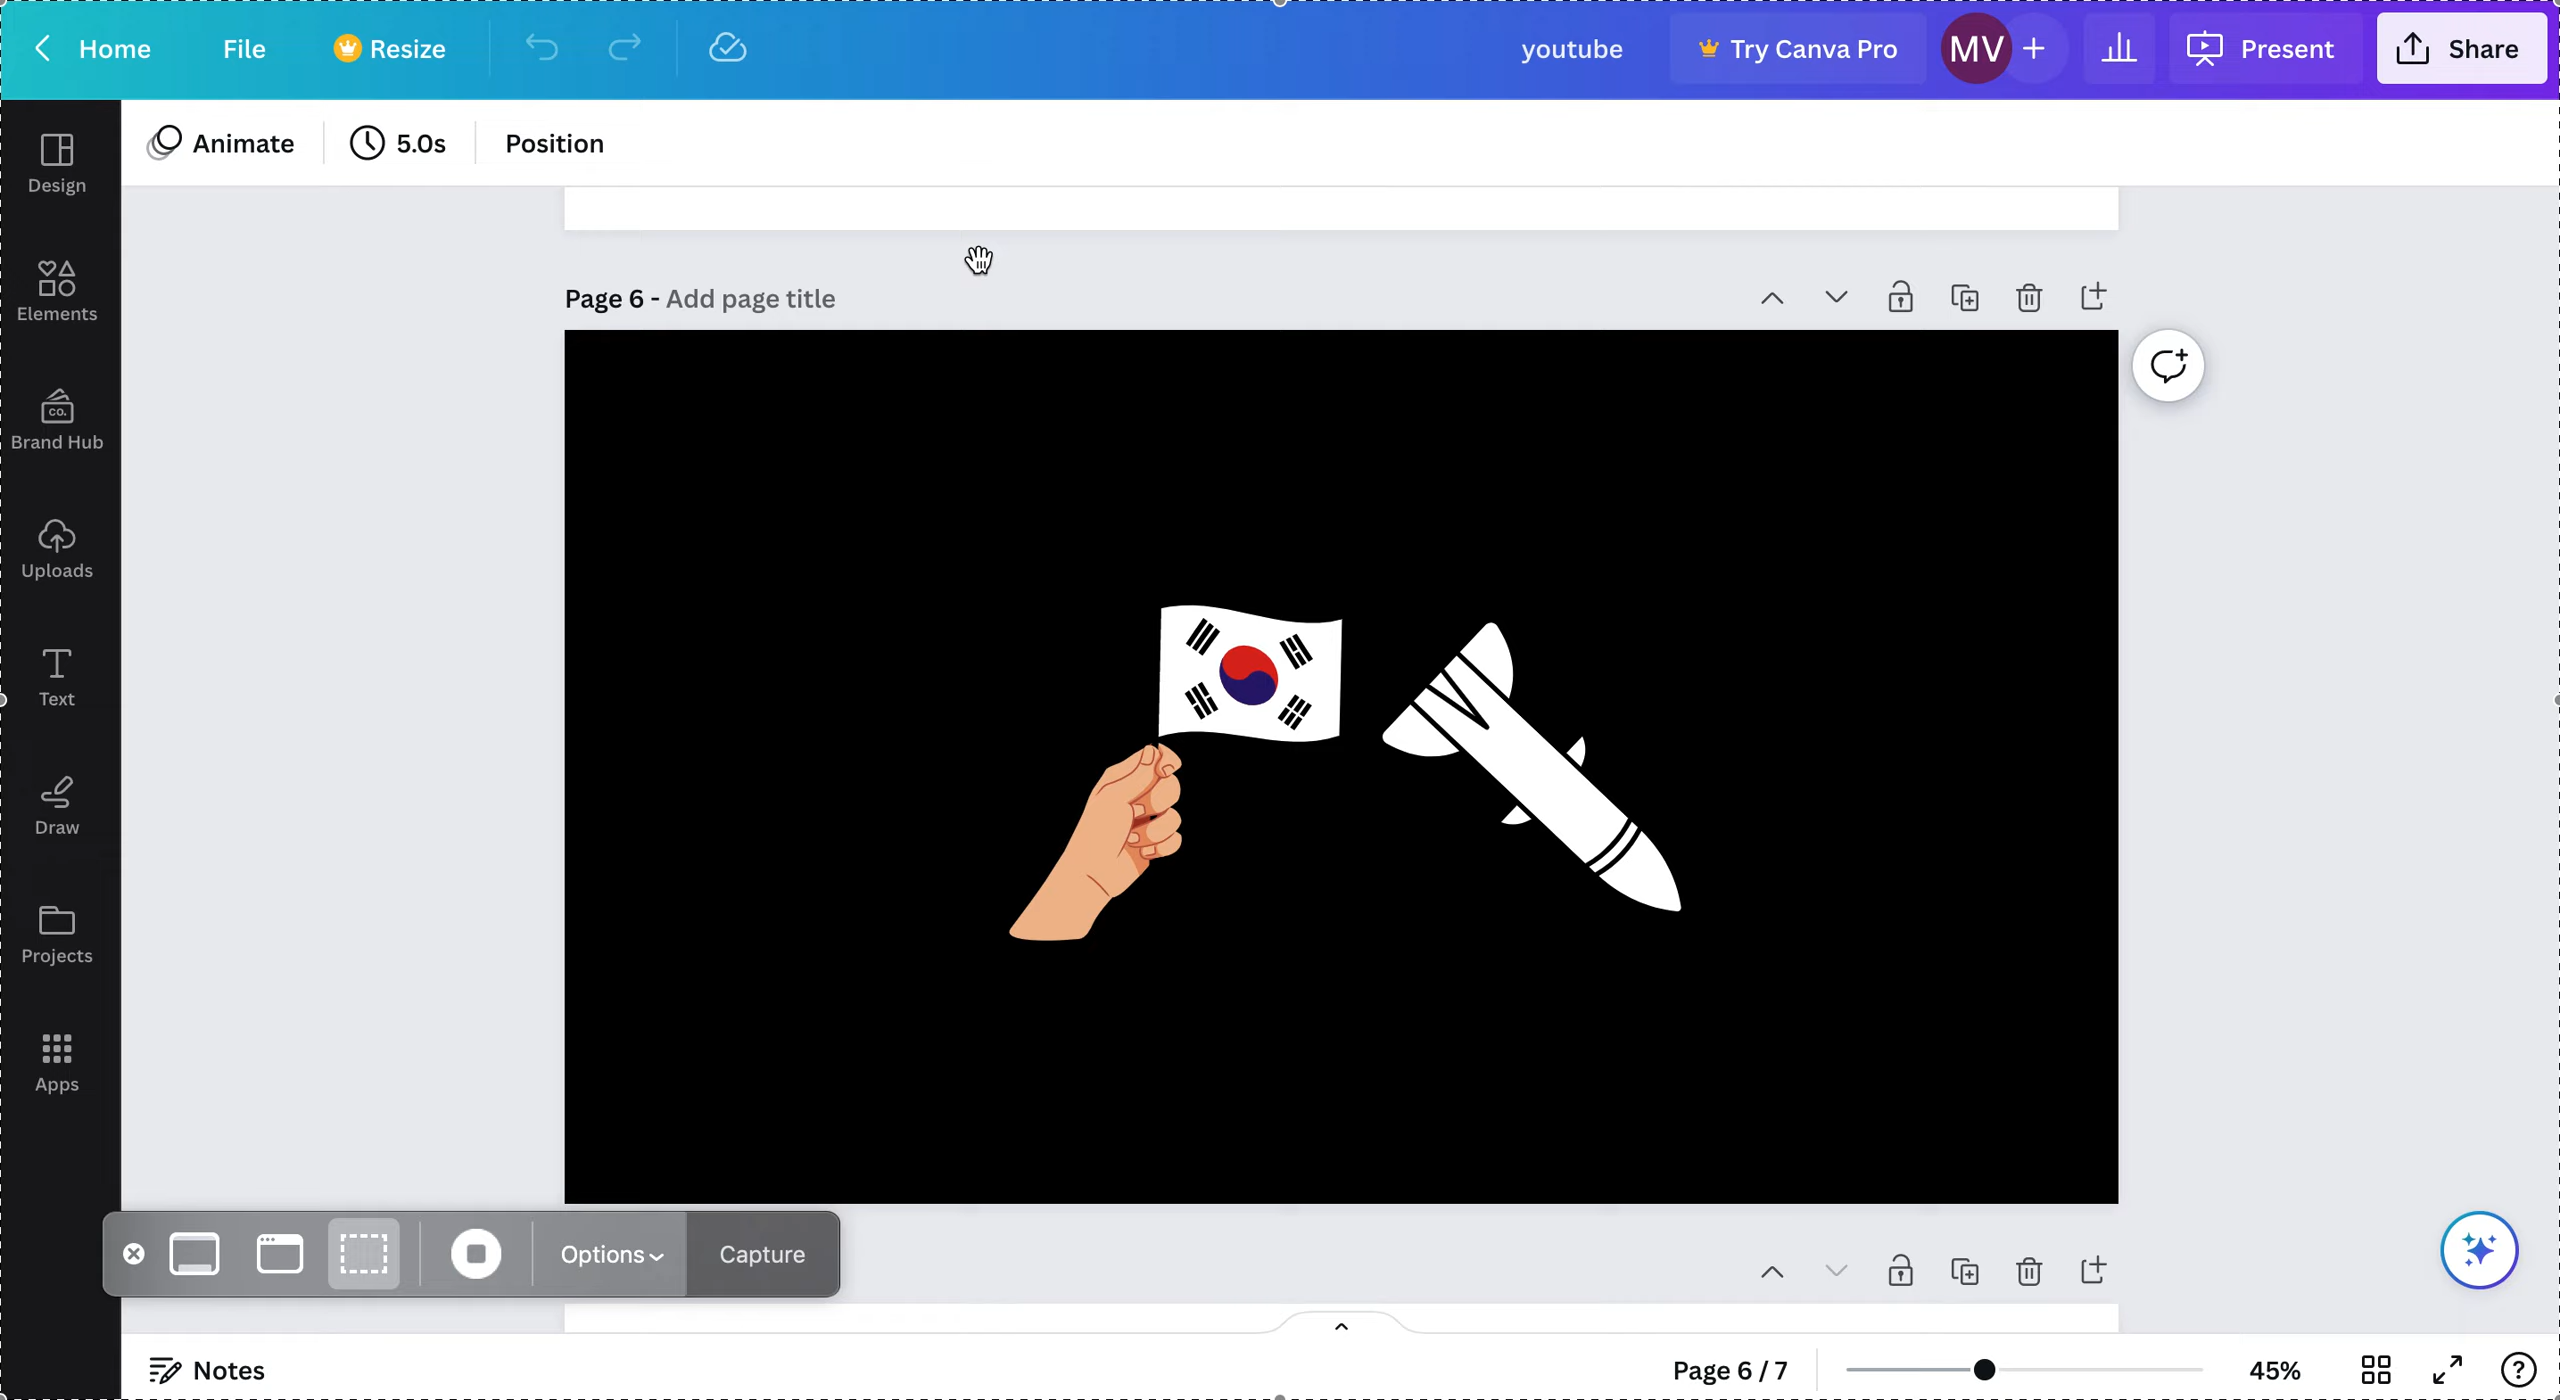 Home File Resize youtube Try Canva Pro MV + Present Share
Animate 5.0s Position
Design
Elements
CO.
Brand Hub
Uploads
Text
Draw
Projects
Apps
Page 6 - Add page title
Options Capture
Notes Page 6 / 7 45% ?